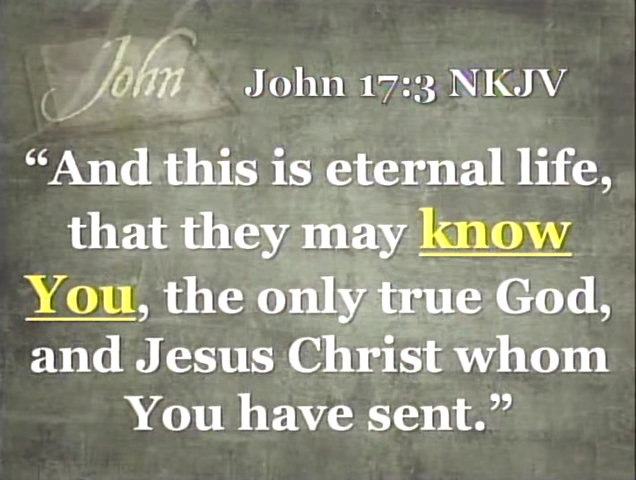 John
John 17:3 NKJV
“And this is eternal life,
that they may know
You, the only true God,
and Jesus Christ whom
You have sent.”